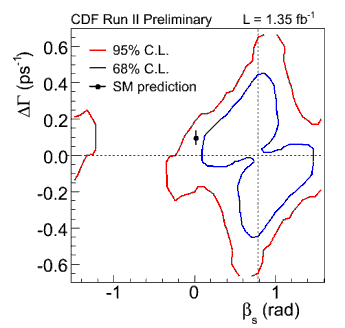 CDF Run II Preliminary L = 1.35 fb⁻¹
95% C.L.
68% C.L.
SM prediction
ΔΓ (ps⁻¹)
0.6
0.4
0.2
0.0
-0.2
-0.4
-0.6
-1 0 1
βₛ (rad)